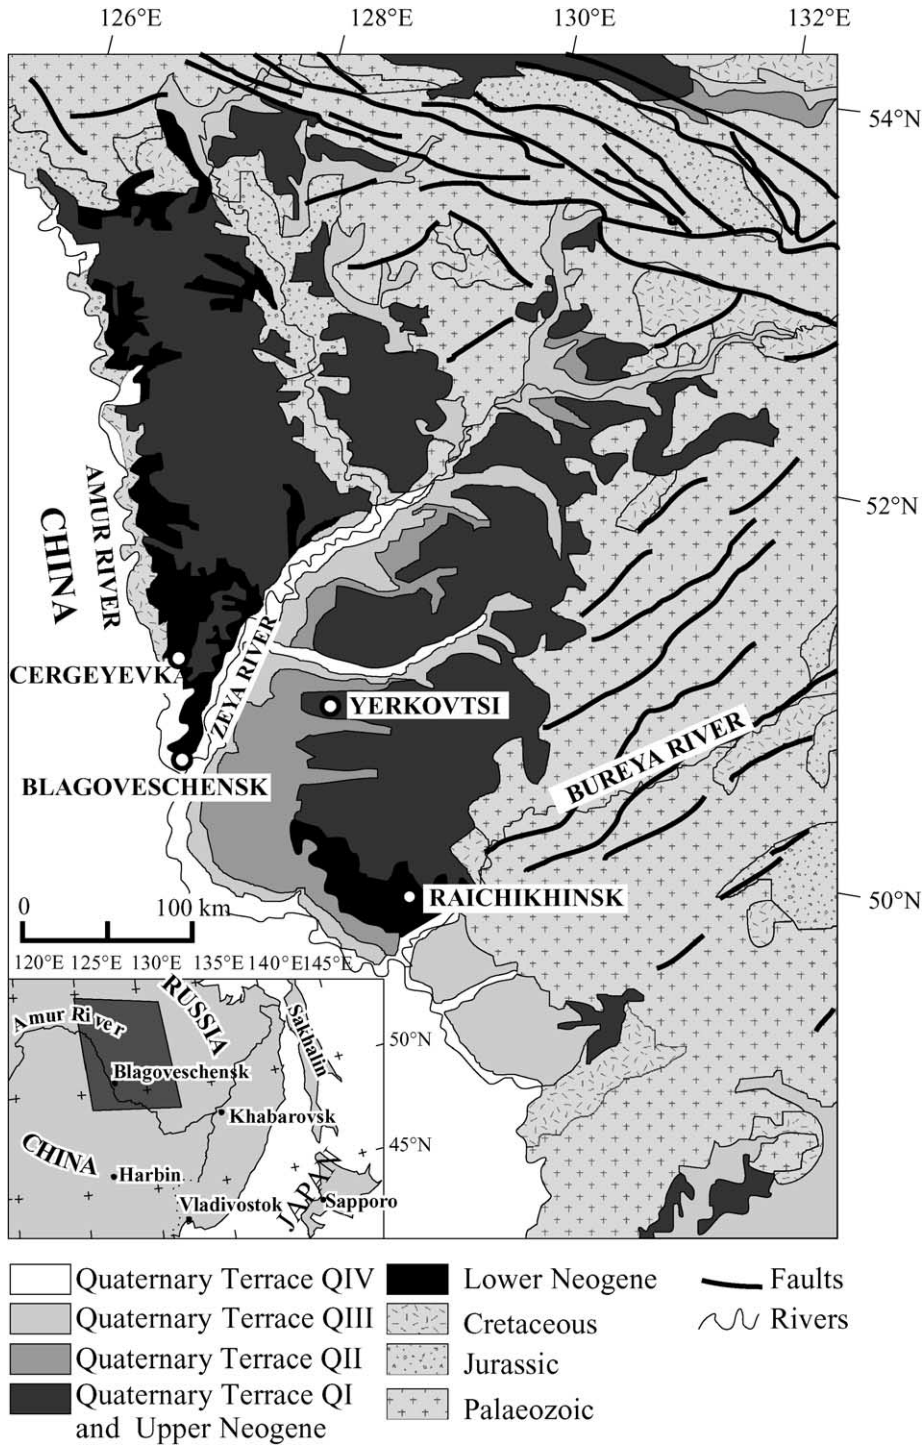 126°E
128°E
130°E
132°E
54°N
52°N
CHINA
AMUR RIVER
CERGEYEVKA
ZEYA RIVER
YERKOVTSI
BLAGOVESCHENSK
BUREYA RIVER
RAICHIKHINSK
50°N
0 100 km
120°E 125°E 130°E 135°E 140°E 145°E
RUSSIA
Amur River
Sakhalin
50°N
Blagoveschensk
Khabarovsk
45°N
CHINA
Harbin
JAPAN
Vladivostok
Sapporo
Quaternary Terrace QIV
Quaternary Terrace QIII
Quaternary Terrace QII
Quaternary Terrace QI
and Upper Neogene
Lower Neogene
Cretaceous
Jurassic
Palaeozoic
Faults
Rivers